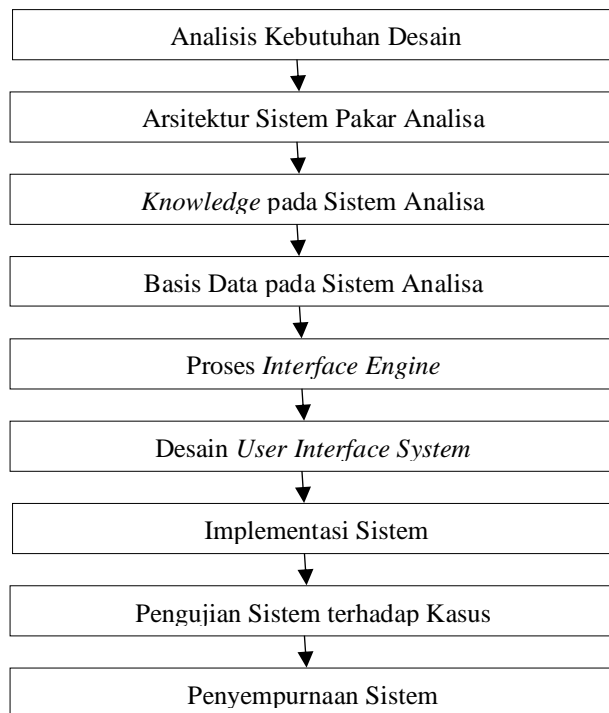 Analisis Kebutuhan Desain
Arsitektur Sistem Pakar Analisa
Knowledge pada Sistem Analisa
Basis Data pada Sistem Analisa
Proses Interface Engine
Desain User Interface System
Implementasi Sistem
Pengujian Sistem terhadap Kasus
Penyempurnaan Sistem